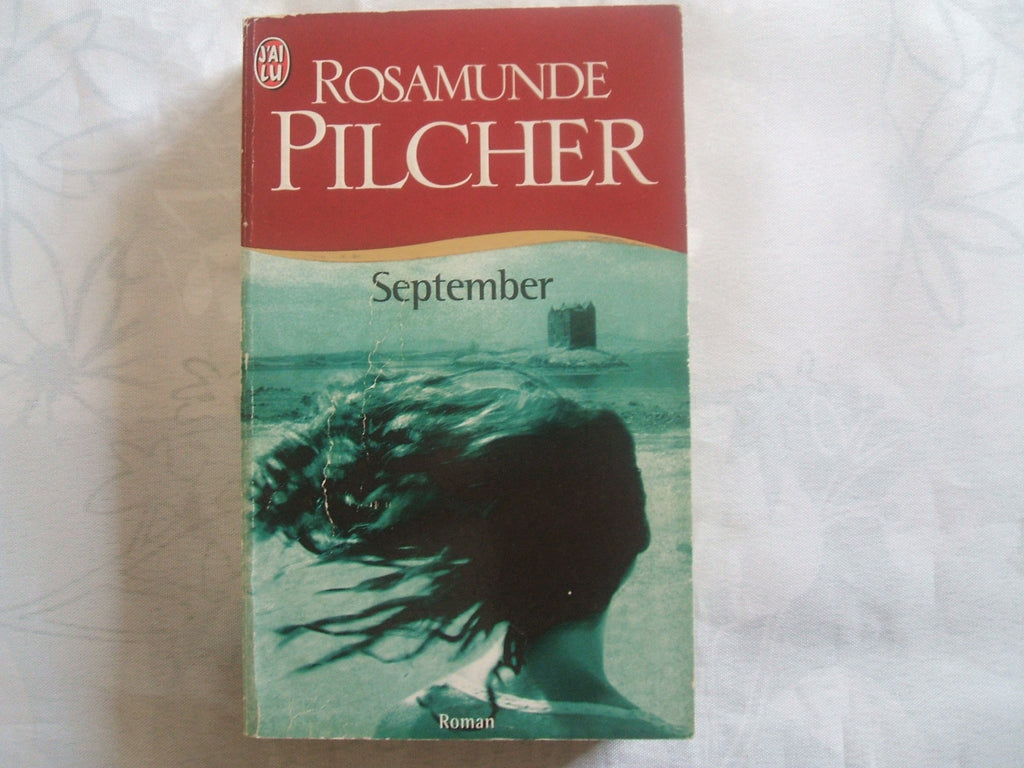 J'AI
LU
ROSAMUNDE
PILCHER
September
Roman